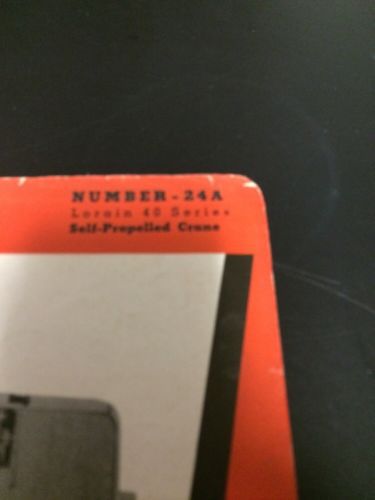 NUMBER - 24A
Lorain 40 Series
Self-Propelled Crane